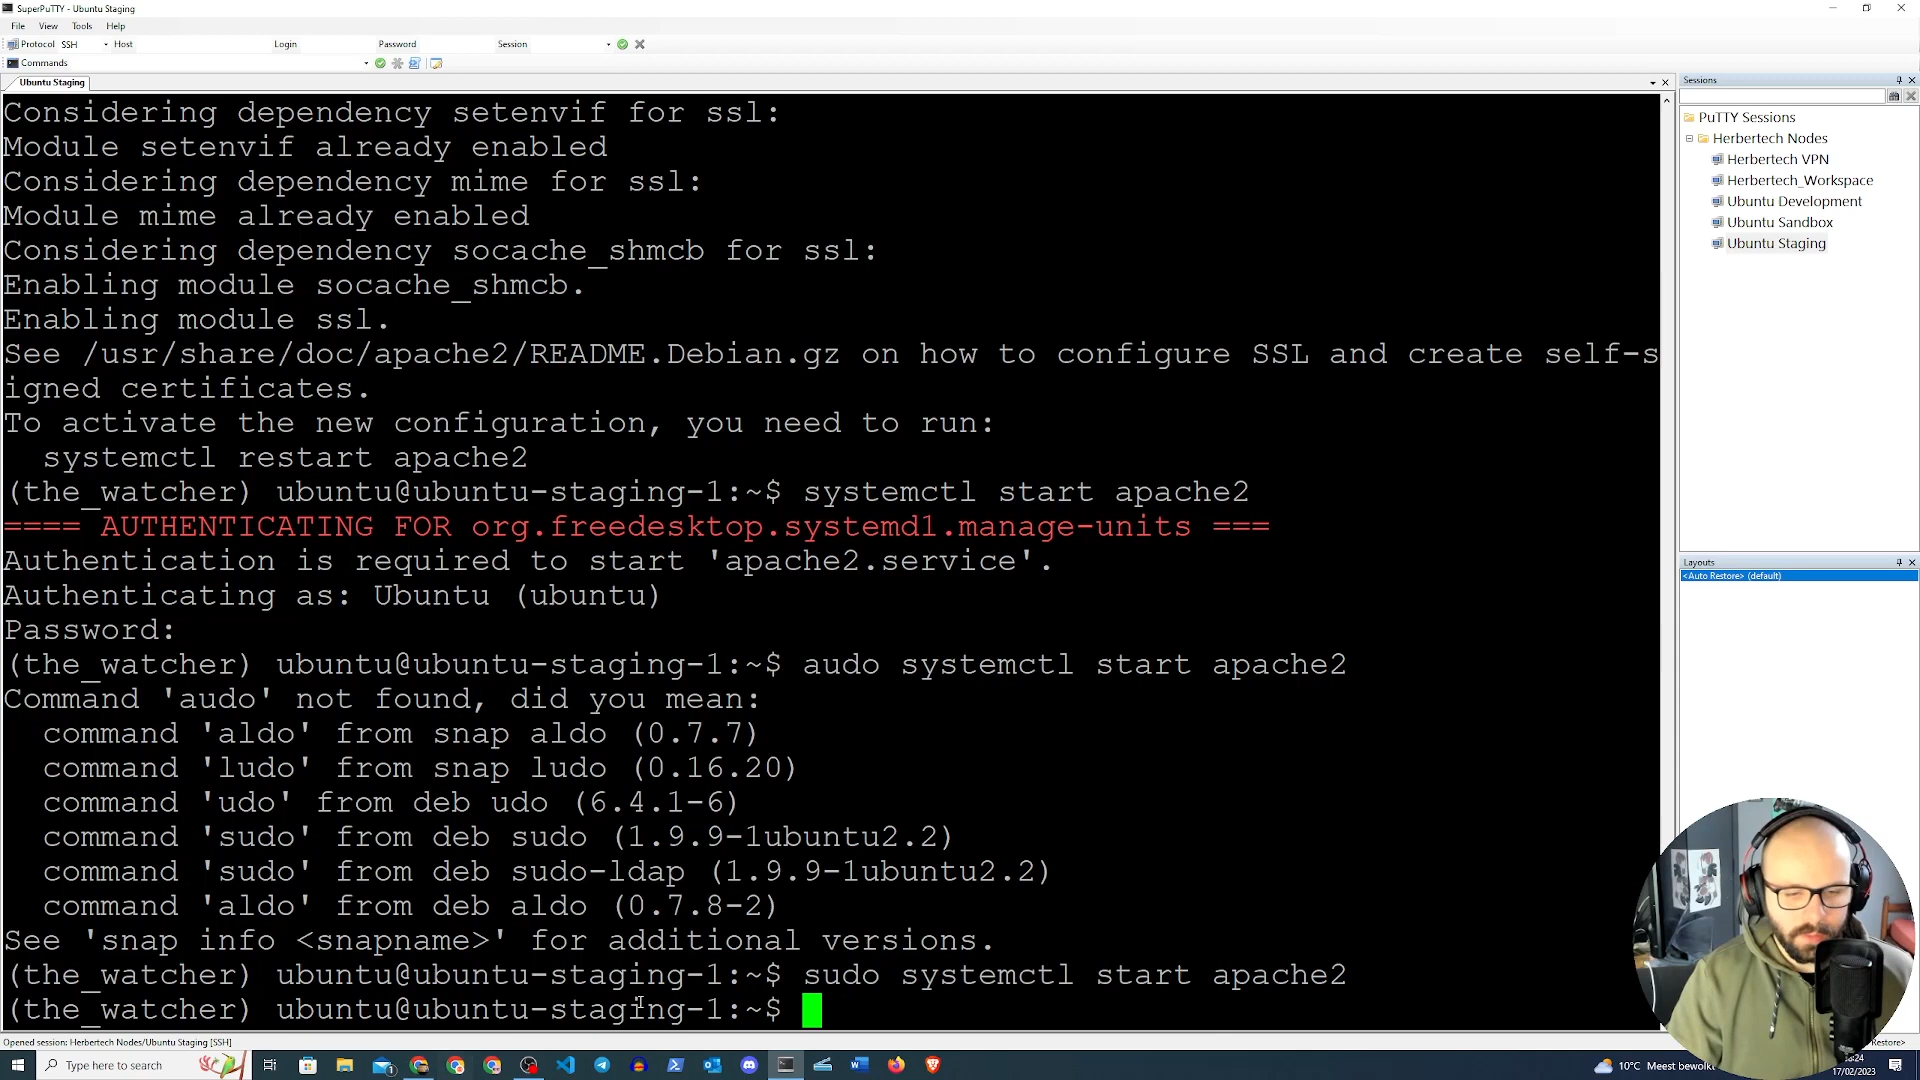 SuperPuTTY - Ubuntu Staging
File View Tools Help
Protocol SSH Host Login Password Session
Commands
Ubuntu Staging
Considering dependency setenvif for ssl:
Module setenvif already enabled
Considering dependency mime for ssl:
Module mime already enabled
Considering dependency socache_shmcb for ssl:
Enabling module socache_shmcb.
Enabling module ssl.
See /usr/share/doc/apache2/README.Debian.gz on how to configure SSL and create self-s
igned certificates.
To activate the new configuration, you need to run:
systemctl restart apache2
(the_watcher) ubuntu@ubuntu-staging-1:~$ systemctl start apache2
==== AUTHENTICATING FOR org.freedesktop.systemd1.manage-units ===
Authentication is required to start 'apache2.service'.
Authenticating as: Ubuntu (ubuntu)
Password:
(the_watcher) ubuntu@ubuntu-staging-1:~$ audo systemctl start apache2
Command 'audo' not found, did you mean:
command 'aldo' from snap aldo (0.7.7)
command 'ludo' from snap ludo (0.16.20)
command 'udo' from deb udo (6.4.1-6)
command 'sudo' from deb sudo (1.9.9-1ubuntu2.2)
command 'sudo' from deb sudo-ldap (1.9.9-1ubuntu2.2)
command 'aldo' from deb aldo (0.7.8-2)
See 'snap info <snapname>' for additional versions.
(the_watcher) ubuntu@ubuntu-staging-1:~$ sudo systemctl start apache2
(the_watcher) ubuntu@ubuntu-staging-1:~$
Sessions
PuTTY Sessions
Herbertech Nodes
Herbertech VPN
Herbertech_Workspace
Ubuntu Development
Ubuntu Sandbox
Ubuntu Staging
Layouts
<Auto Restore> (default)
Opened session: Herbertech Nodes/Ubuntu Staging [SSH]
Restore>
Type here to search
10°C Meest bewolkt
17/02/2023